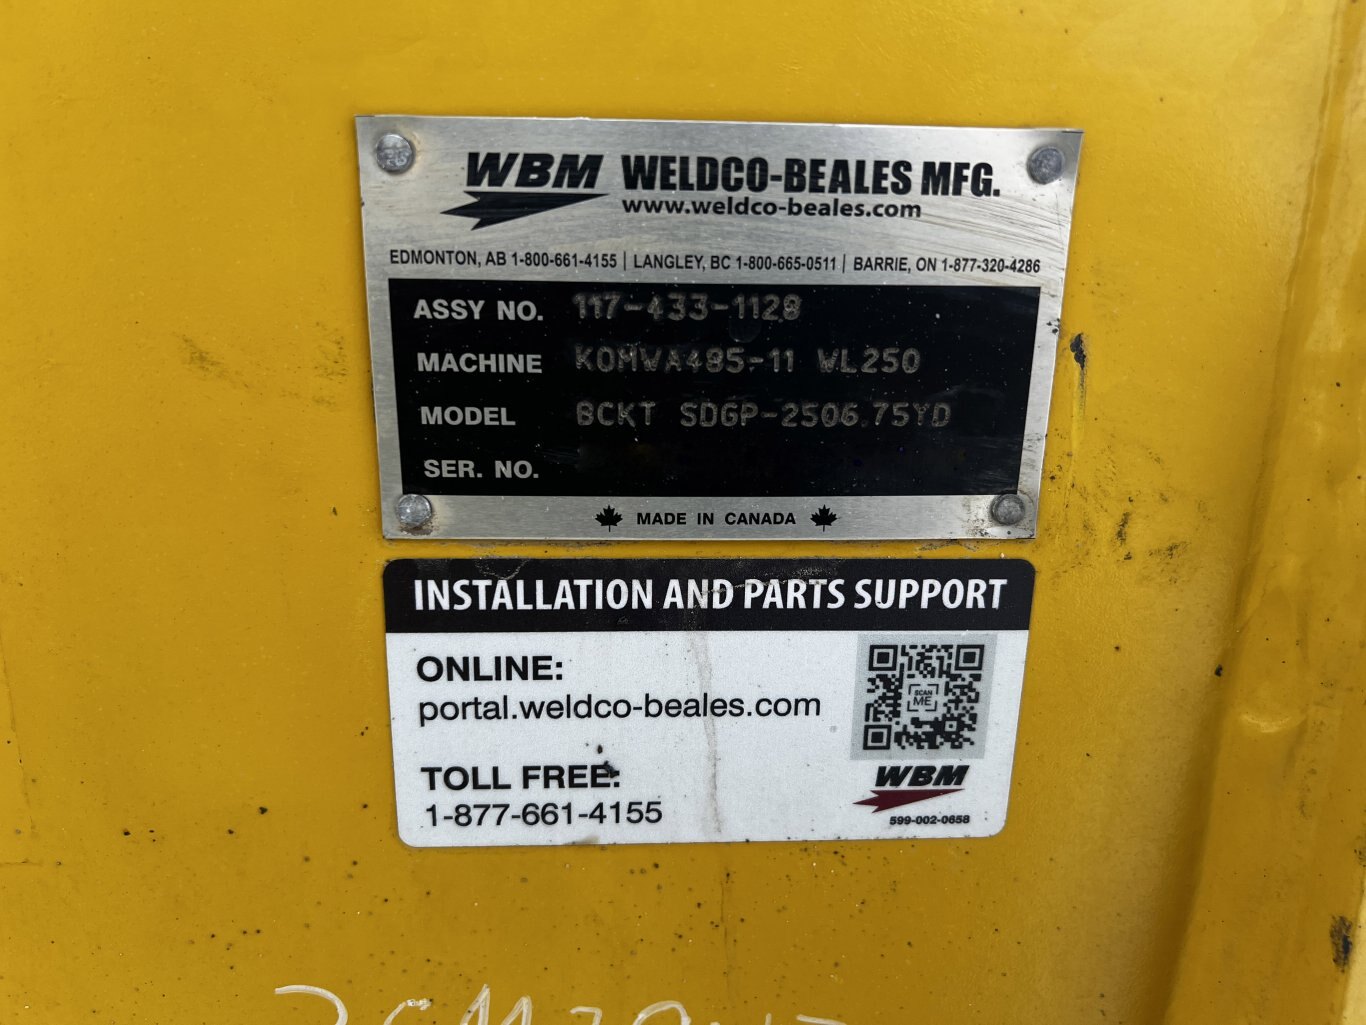 WBM WELDCO-BEALES MFG.
www.weldco-beales.com
EDMONTON, AB 1-800-661-4155 | LANGLEY, BC 1-800-665-0511 | BARRIE, ON 1-877-320-4286
ASSY NO. 117-433-1128
MACHINE KOMWA485-11 WL250
MODEL BCKT SDGP-2506.75YD
SER. NO.
MADE IN CANADA
INSTALLATION AND PARTS SUPPORT
ONLINE:
portal.weldco-beales.com
SCAN
ME
TOLL FREE:
1-877-661-4155
WBM
599-002-0658